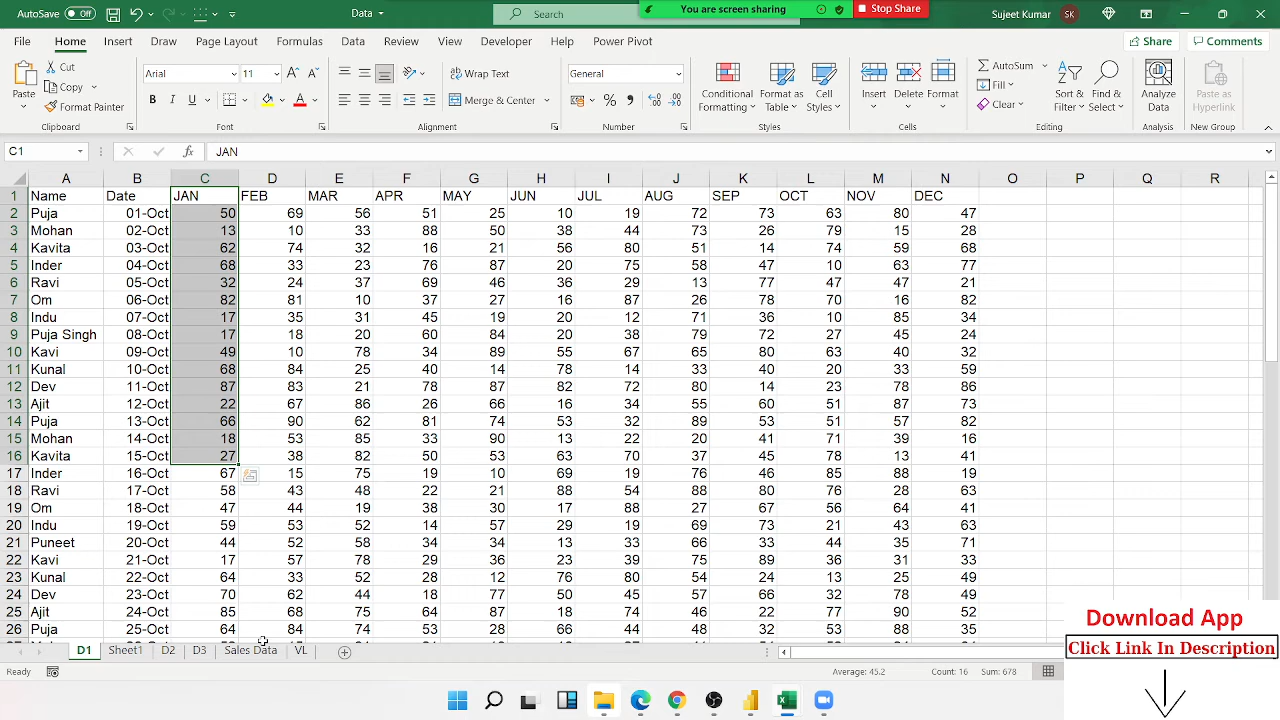 AutoSave Off Data Search You are screen sharing Stop Share Sujeet Kumar SK
File Home Insert Draw Page Layout Formulas Data Review View Developer Help Power Pivot Share Comments
Cut Arial 11 Wrap Text General AutoSum
Copy Fill
Paste Format Painter B I U A Merge & Center % Conditional Formatting Format as Table Cell Styles Insert Delete Format Clear Sort & Filter Find & Select Analyze Data Paste as Hyperlink
Clipboard Font Alignment Number Styles Cells Editing Analysis New Group
C1 fx JAN
A B C D E F G H I J K L M N O P Q R
1 Name Date JAN FEB MAR APR MAY JUN JUL AUG SEP OCT NOV DEC
2 Puja 01-Oct 50 69 56 51 25 10 19 72 73 63 80 47
3 Mohan 02-Oct 13 10 33 88 50 38 44 73 26 79 15 28
4 Kavita 03-Oct 62 74 32 16 21 56 80 51 14 74 59 68
5 Inder 04-Oct 68 33 23 76 87 20 75 58 47 10 63 77
6 Ravi 05-Oct 32 24 37 69 46 36 29 13 77 47 47 21
7 Om 06-Oct 82 81 10 37 27 16 87 26 78 70 16 82
8 Indu 07-Oct 17 35 31 45 19 20 12 71 36 10 85 34
9 Puja Singh 08-Oct 17 18 20 60 84 20 38 79 72 27 45 24
10 Kavi 09-Oct 49 10 78 34 89 55 67 65 80 63 40 32
11 Kunal 10-Oct 68 84 25 40 14 78 14 33 40 20 33 59
12 Dev 11-Oct 87 83 21 78 87 82 72 80 14 23 78 86
13 Ajit 12-Oct 22 67 86 26 66 16 34 55 60 51 87 73
14 Puja 13-Oct 66 90 62 81 74 53 32 89 53 51 57 82
15 Mohan 14-Oct 18 53 85 33 90 13 22 20 41 71 39 16
16 Kavita 15-Oct 27 38 82 50 53 63 70 37 45 78 13 41
17 Inder 16-Oct 67 15 75 19 10 69 19 76 46 85 88 19
18 Ravi 17-Oct 58 43 48 22 21 88 54 88 80 76 28 63
19 Om 18-Oct 47 44 19 38 30 17 88 27 67 56 64 41
20 Indu 19-Oct 59 53 52 14 57 29 19 69 73 21 43 63
21 Puneet 20-Oct 44 52 58 34 34 13 33 66 33 44 35 71
22 Kavi 21-Oct 17 57 78 29 36 23 39 75 89 36 31 33
23 Kunal 22-Oct 64 33 52 28 12 76 80 54 24 13 25 49
24 Dev 23-Oct 70 62 44 18 77 50 45 57 66 32 78 49
25 Ajit 24-Oct 85 68 75 64 87 18 74 46 22 77 90 52
26 Puja 25-Oct 64 84 74 53 28 66 44 48 32 53 88 35
D1 Sheet1 D2 D3 Sales Data VL
Ready Average: 45.2 Count: 16 Sum: 678
Download App
Click Link In Description